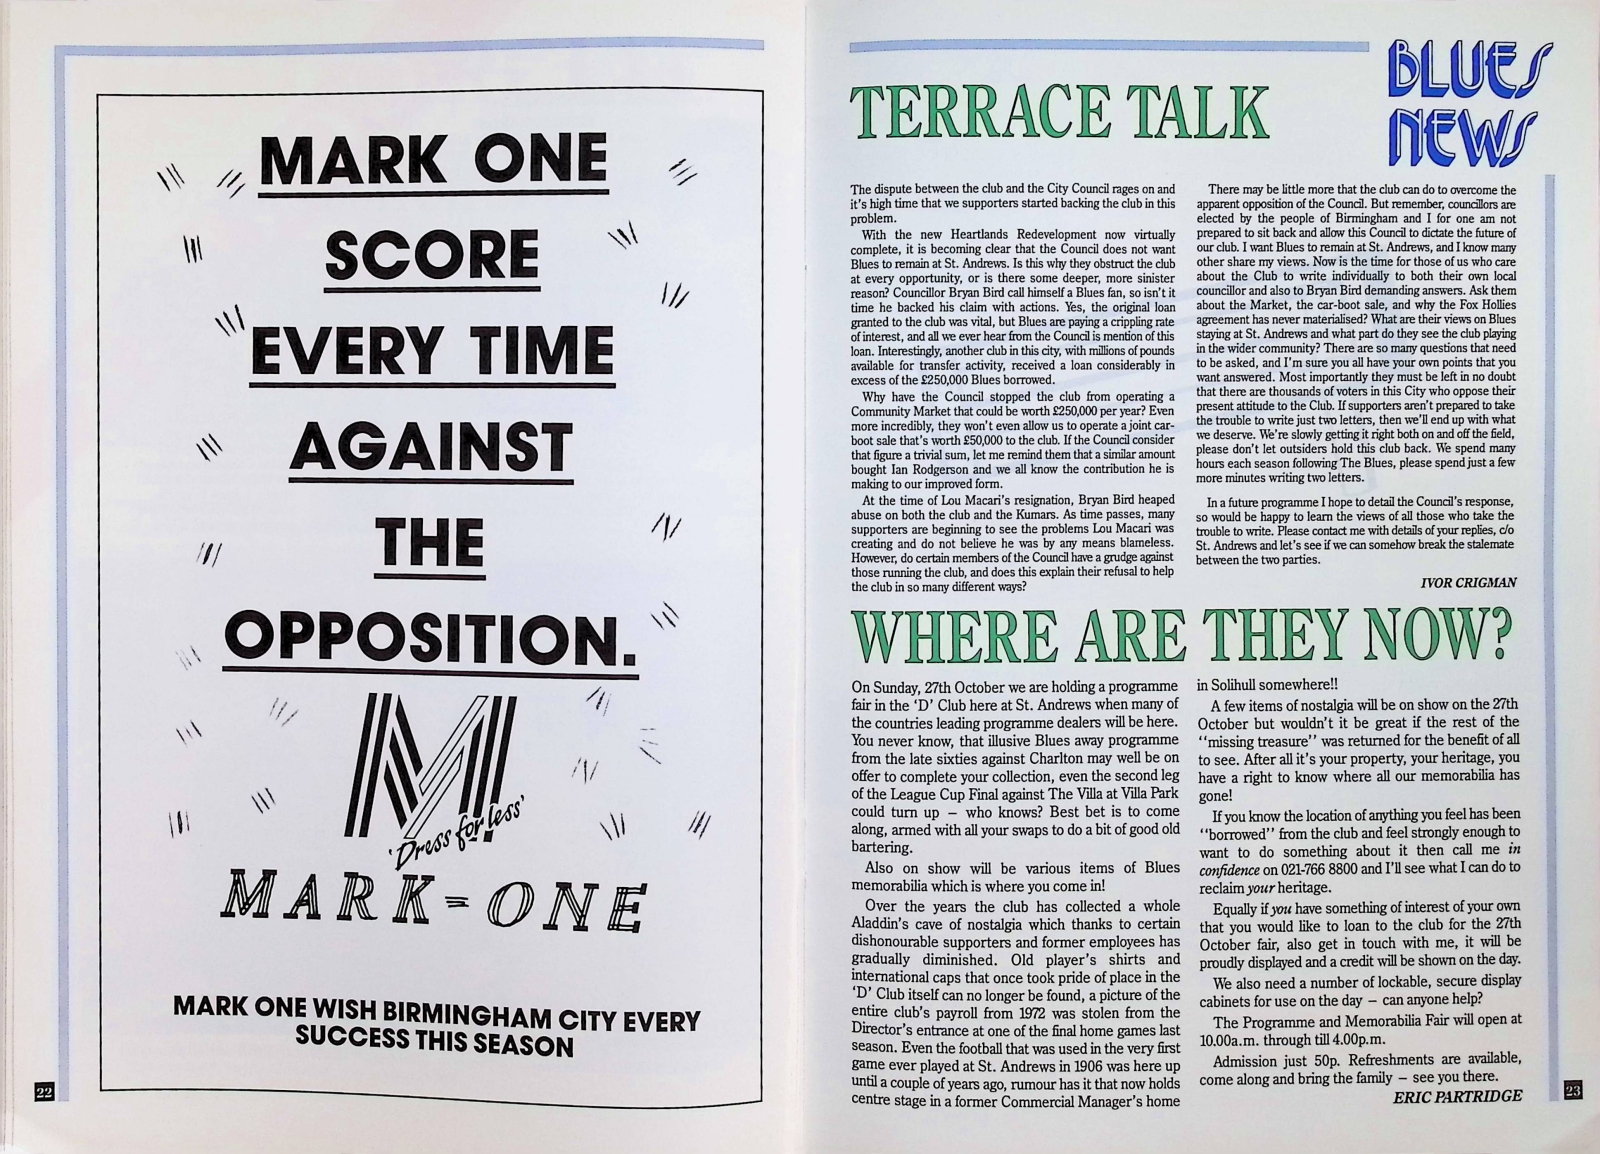 MARK ONE
SCORE
EVERY TIME
AGAINST
THE
OPPOSITION.
'Dress for less'
MARK-ONE
MARK ONE WISH BIRMINGHAM CITY EVERY
SUCCESS THIS SEASON
22
BLUES
NEWS
TERRACE TALK
The dispute between the club and the City Council rages on and
it's high time that we supporters started backing the club in this
problem.
With the new Heartlands Redevelopment now virtually
complete, it is becoming clear that the Council does not want
Blues to remain at St. Andrews. Is this why they obstruct the club
at every opportunity, or is there some deeper, more sinister
reason? Councillor Bryan Bird call himself a Blues fan, so isn't it
time he backed his claim with actions. Yes, the original loan
granted to the club was vital, but Blues are paying a crippling rate
of interest, and all we ever hear from the Council is mention of this
loan. Interestingly, another club in this city, with millions of pounds
available for transfer activity, received a loan considerably in
excess of the £250,000 Blues borrowed.
Why have the Council stopped the club from operating a
Community Market that could be worth £250,000 per year? Even
more incredibly, they won't even allow us to operate a joint car-
boot sale that's worth £50,000 to the club. If the Council consider
that figure a trivial sum, let me remind them that a similar amount
bought Ian Rodgerson and we all know the contribution he is
making to our improved form.
At the time of Lou Macari's resignation, Bryan Bird heaped
abuse on both the club and the Kumars. As time passes, many
supporters are beginning to see the problems Lou Macari was
creating and do not believe he was by any means blameless.
However, do certain members of the Council have a grudge against
those running the club, and does this explain their refusal to help
the club in so many different ways?
There may be little more that the club can do to overcome the
apparent opposition of the Council. But remember, councillors are
elected by the people of Birmingham and I for one am not
prepared to sit back and allow this Council to dictate the future of
our club. I want Blues to remain at St. Andrews, and I know many
other share my views. Now is the time for those of us who care
about the Club to write individually to both their own local
councillor and also to Bryan Bird demanding answers. Ask them
about the Market, the car-boot sale, and why the Fox Hollies
agreement has never materialised? What are their views on Blues
staying at St. Andrews and what part do they see the club playing
in the wider community? There are so many questions that need
to be asked, and I'm sure you all have your own points that you
want answered. Most importantly they must be left in no doubt
that there are thousands of voters in this City who oppose their
present attitude to the Club. If supporters aren't prepared to take
the trouble to write just two letters, then we'll end up with what
we deserve. We're slowly getting it right both on and off the field,
please don't let outsiders hold this club back. We spend many
hours each season following The Blues, please spend just a few
more minutes writing two letters.
In a future programme I hope to detail the Council's response,
so would be happy to learn the views of all those who take the
trouble to write. Please contact me with details of your replies, c/o
St. Andrews and let's see if we can somehow break the stalemate
between the two parties.
IVOR CRIGMAN
WHERE ARE THEY NOW?
On Sunday, 27th October we are holding a programme
fair in the 'D' Club here at St. Andrews when many of
the countries leading programme dealers will be here.
You never know, that illusive Blues away programme
from the late sixties against Charlton may well be on
offer to complete your collection, even the second leg
of the League Cup Final against The Villa at Villa Park
could turn up – who knows? Best bet is to come
along, armed with all your swaps to do a bit of good old
bartering.
Also on show will be various items of Blues
memorabilia which is where you come in!
Over the years the club has collected a whole
Aladdin's cave of nostalgia which thanks to certain
dishonourable supporters and former employees has
gradually diminished. Old player's shirts and
international caps that once took pride of place in the
'D' Club itself can no longer be found, a picture of the
entire club's payroll from 1972 was stolen from the
Director's entrance at one of the final home games last
season. Even the football that was used in the very first
game ever played at St. Andrews in 1906 was here up
until a couple of years ago, rumour has it that now holds
centre stage in a former Commercial Manager's home
in Solihull somewhere!!
A few items of nostalgia will be on show on the 27th
October but wouldn't it be great if the rest of the
"missing treasure" was returned for the benefit of all
to see. After all it's your property, your heritage, you
have a right to know where all our memorabilia has
gone!
If you know the location of anything you feel has been
"borrowed" from the club and feel strongly enough to
want to do something about it then call me in
confidence on 021-766 8800 and I'll see what I can do to
reclaim your heritage.
Equally if you have something of interest of your own
that you would like to loan to the club for the 27th
October fair, also get in touch with me, it will be
proudly displayed and a credit will be shown on the day.
We also need a number of lockable, secure display
cabinets for use on the day – can anyone help?
The Programme and Memorabilia Fair will open at
10.00a.m. through till 4.00p.m.
Admission just 50p. Refreshments are available,
come along and bring the family – see you there.
ERIC PARTRIDGE
23